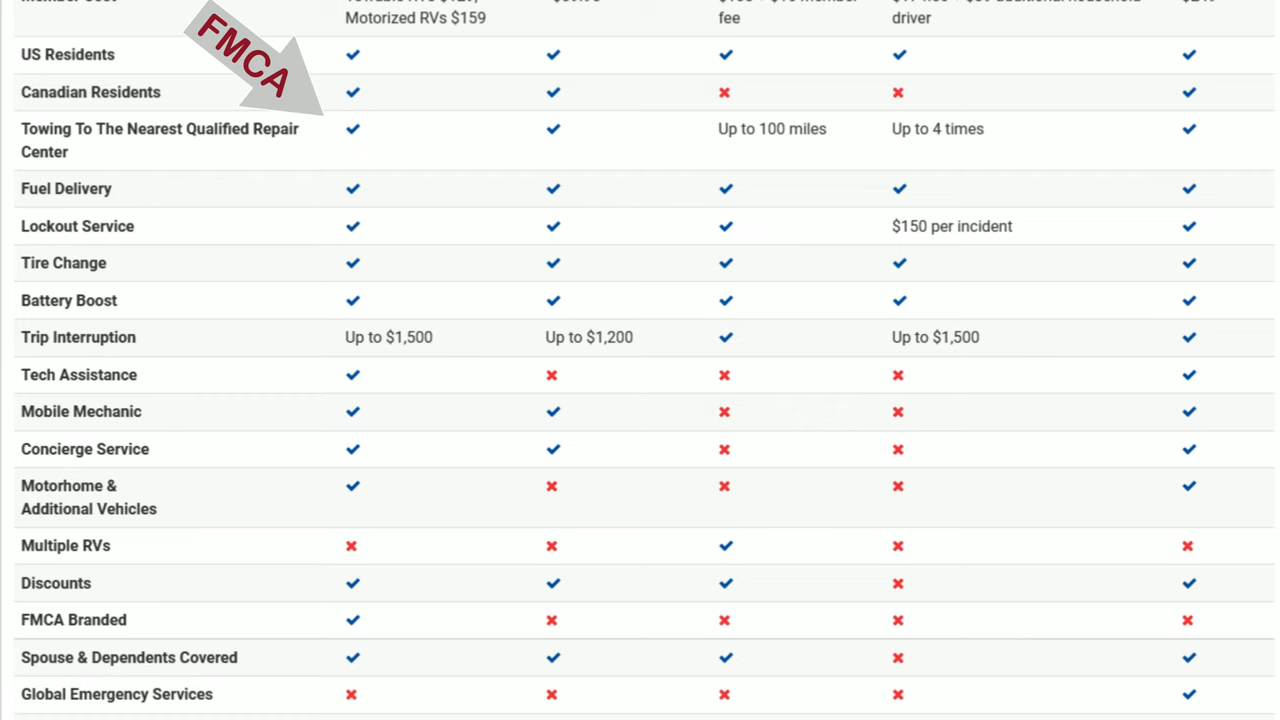 Motorized RVs $159
fee
driver
FMCA
US Residents
Canadian Residents
Towing To The Nearest Qualified Repair
Center
Up to 100 miles
Up to 4 times
Fuel Delivery
Lockout Service
$150 per incident
Tire Change
Battery Boost
Trip Interruption
Up to $1,500
Up to $1,200
Up to $1,500
Tech Assistance
Mobile Mechanic
Concierge Service
Motorhome &
Additional Vehicles
Multiple RVs
Discounts
FMCA Branded
Spouse & Dependents Covered
Global Emergency Services